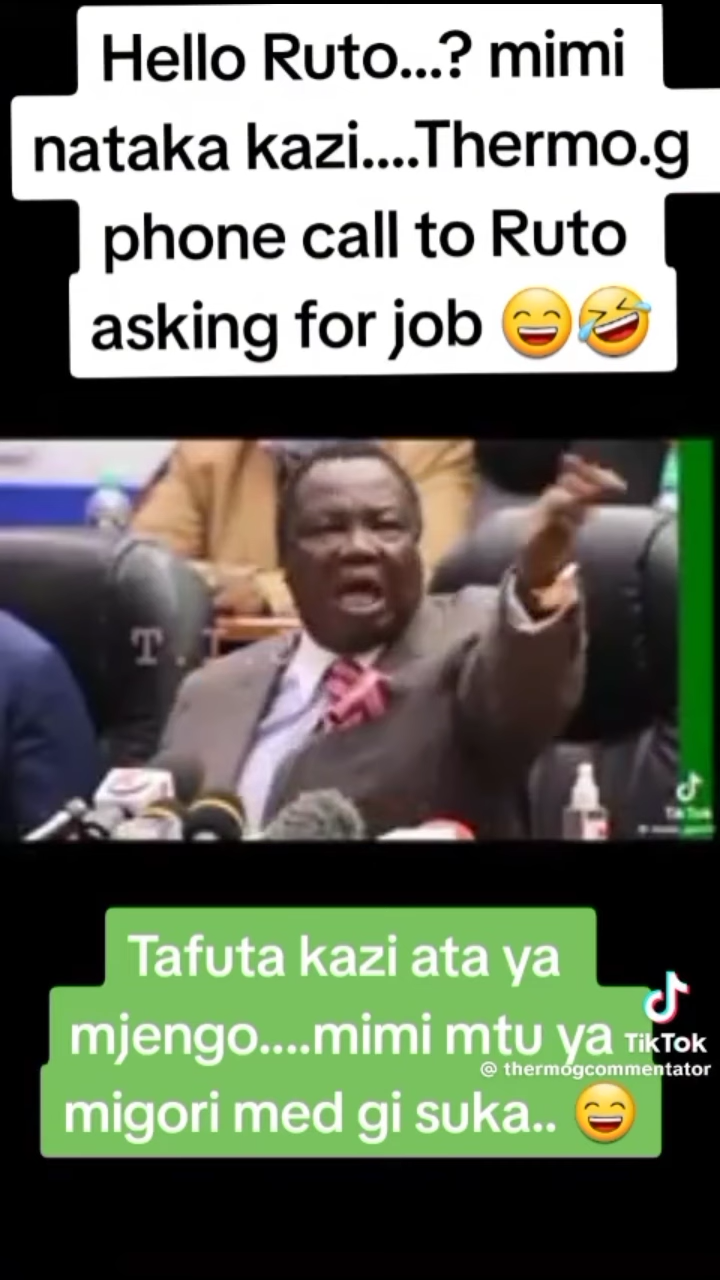 Hello Ruto...? mimi
nataka kazi....Thermo.g
phone call to Ruto
asking for job 😄🤣
T.
TikTok
Tafuta kazi ata ya
mjengo....mimi mtu ya
migori med gi suka.. 😄
TikTok
@ thermogcommentator